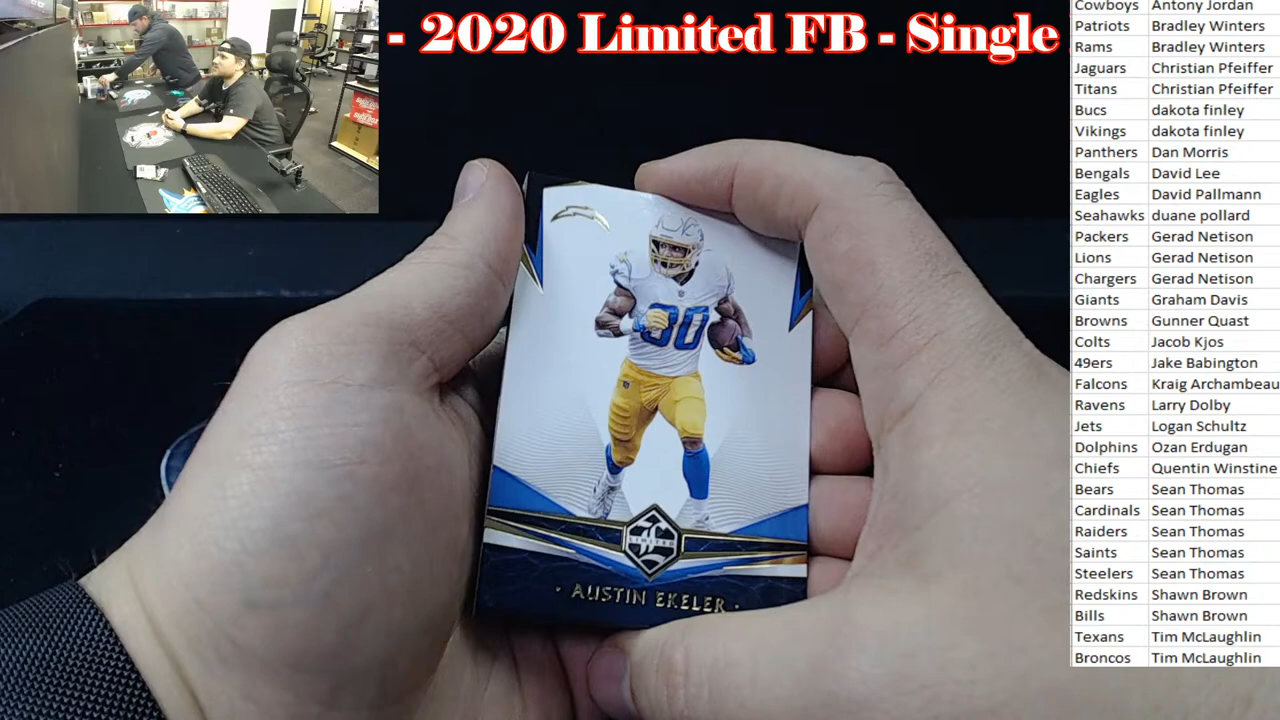 - 2020 Limited FB - Single
Cowboys Antony Jordan
Patriots Bradley Winters
Rams Bradley Winters
Jaguars Christian Pfeiffer
Titans Christian Pfeiffer
Bucs dakota finley
Vikings dakota finley
Panthers Dan Morris
Bengals David Lee
Eagles David Pallmann
Seahawks duane pollard
Packers Gerad Netison
Lions Gerad Netison
Chargers Gerad Netison
Giants Graham Davis
Browns Gunner Quast
Colts Jacob Kjos
49ers Jake Babington
Falcons Kraig Archambeau
Ravens Larry Dolby
Jets Logan Schultz
Dolphins Ozan Erdugan
Chiefs Quentin Winstine
Bears Sean Thomas
Cardinals Sean Thomas
Raiders Sean Thomas
Saints Sean Thomas
Steelers Sean Thomas
Redskins Shawn Brown
Bills Shawn Brown
Texans Tim McLaughlin
Broncos Tim McLaughlin
30
LIMITED
· AUSTIN EKELER ·